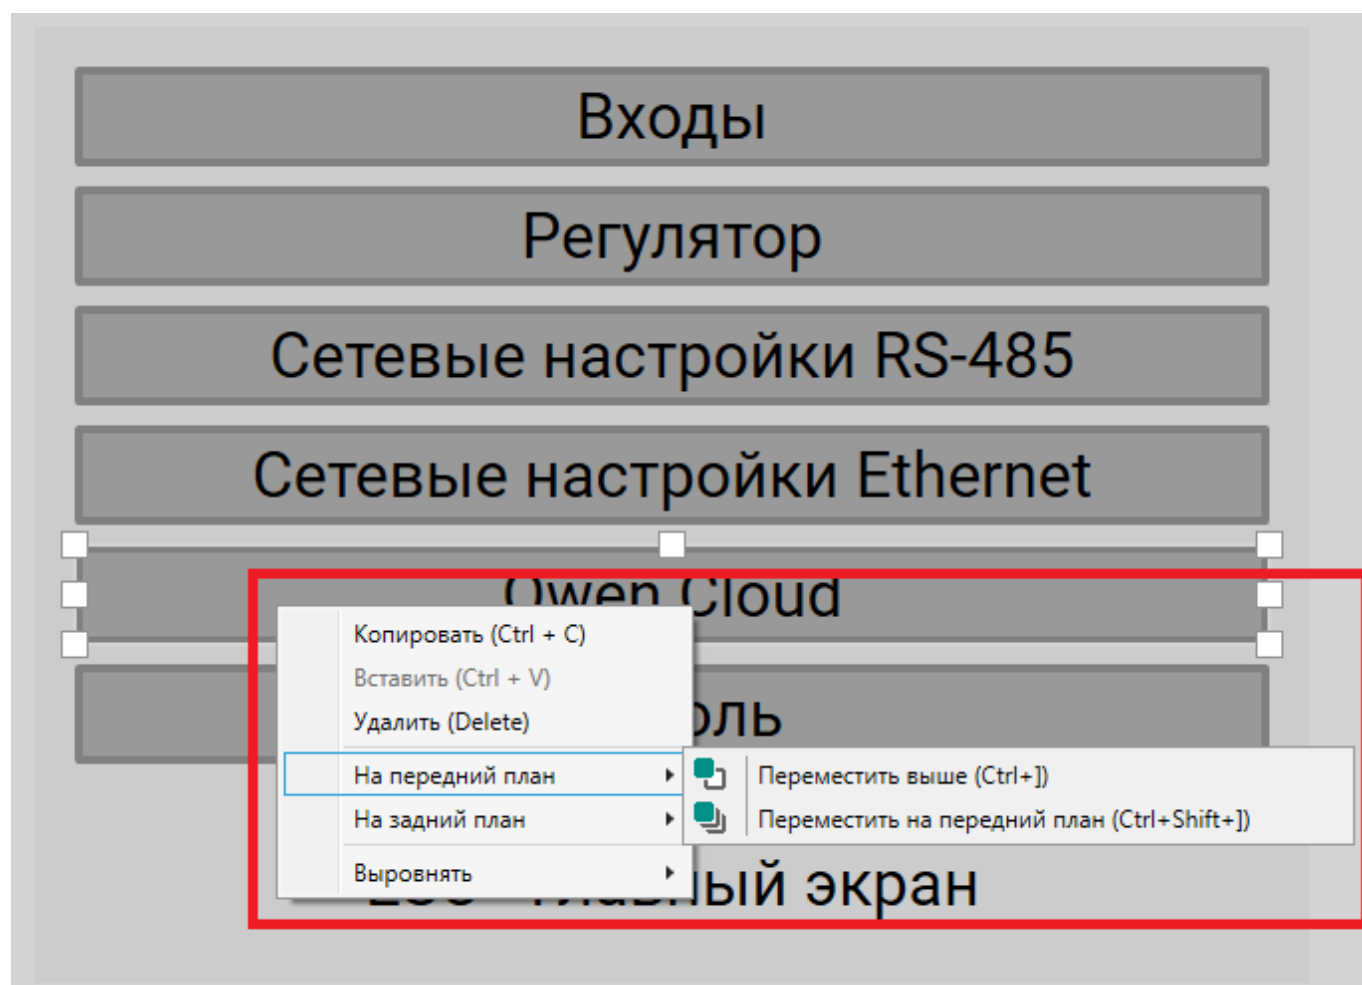 Входы
Регулятор
Сетевые настройки RS-485
Сетевые настройки Ethernet
Owen Cloud
Копировать (Ctrl + C)
Вставить (Ctrl + V)
Удалить (Delete)
На передний план
Переместить выше (Ctrl+])
На задний план
Переместить на передний план (Ctrl+Shift+])
Выровнять
экран